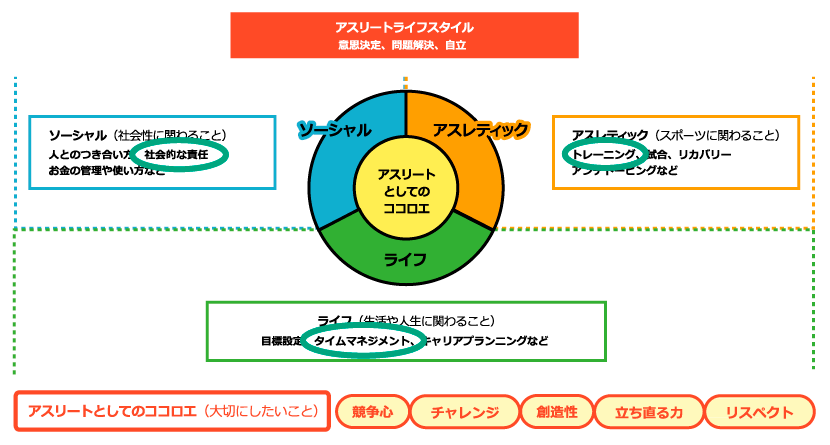 アスリートライフスタイル
意思決定、問題解決、自立
ソーシャル（社会性に関わること）
人とのつき合い方、社会的な責任
お金の管理や使い方など
ソーシャル
アスレティック
アスレティック（スポーツに関わること）
トレーニング、試合、リカバリー
アンチドーピングなど
アスリート
としての
ココロエ
ライフ
ライフ（生活や人生に関わること）
目標設定、タイムマネジメント、キャリアプランニングなど
アスリートとしてのココロエ（大切にしたいこと）
競争心
チャレンジ
創造性
立ち直る力
リスペクト